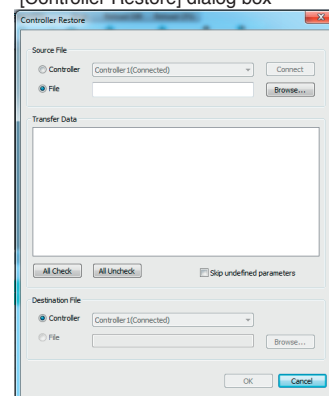 [Controller Restore] dialog box
Controller Restore
Source File
Controller Controller1(Connected) Connect
File Browse...
Transfer Data
All Check All Uncheck Skip undefined parameters
Destination File
Controller Controller1(Connected)
File Browse...
OK Cancel